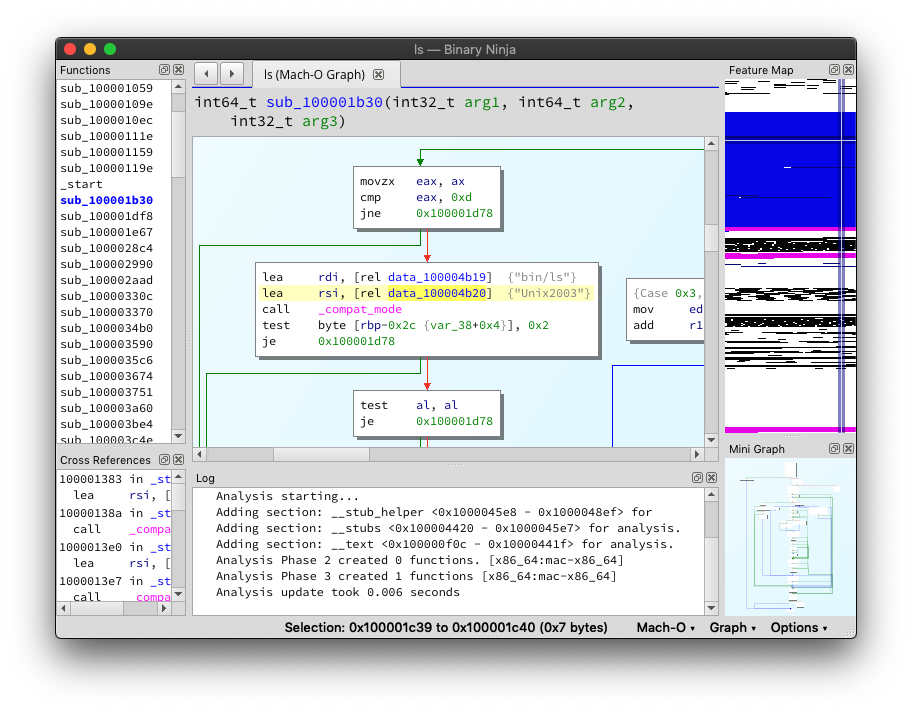 ls — Binary Ninja
Functions
sub_100001059
sub_10000109e
sub_1000010ec
sub_10000111e
sub_100001159
sub_10000119e
_start
sub_100001b30
sub_100001df8
sub_100001e67
sub_1000028c4
sub_100002990
sub_100002aad
sub_10000330c
sub_100003370
sub_1000034b0
sub_100003590
sub_1000035c6
sub_100003674
sub_100003751
sub_100003a60
sub_100003be4
sub_100003c4e
Cross References
100001383 in _st
lea rsi, [
10000138a in _st
call _compa
1000013e0 in _st
lea rsi, [
1000013e7 in _st
call _compa
ls (Mach-O Graph)
int64_t sub_100001b30(int32_t arg1, int64_t arg2,
int32_t arg3)
movzx eax, ax
cmp eax, 0xd
jne 0x100001d78
lea rdi, [rel data_100004b19] {"bin/ls"}
lea rsi, [rel data_100004b20] {"Unix2003"}
call _compat_mode
test byte [rbp-0x2c {var_38+0x4}], 0x2
je 0x100001d78
{Case 0x3,
mov ed
add r1
test al, al
je 0x100001d78
Log
Analysis starting...
Adding section: __stub_helper <0x1000045e8 - 0x1000048ef> for
Adding section: __stubs <0x100004420 - 0x1000045e7> for analysis.
Adding section: __text <0x100000f0c - 0x10000441f> for analysis.
Analysis Phase 2 created 0 functions. [x86_64:mac-x86_64]
Analysis Phase 3 created 1 functions [x86_64:mac-x86_64]
Analysis update took 0.006 seconds
Feature Map
Mini Graph
Selection: 0x100001c39 to 0x100001c40 (0x7 bytes) Mach-O Graph Options